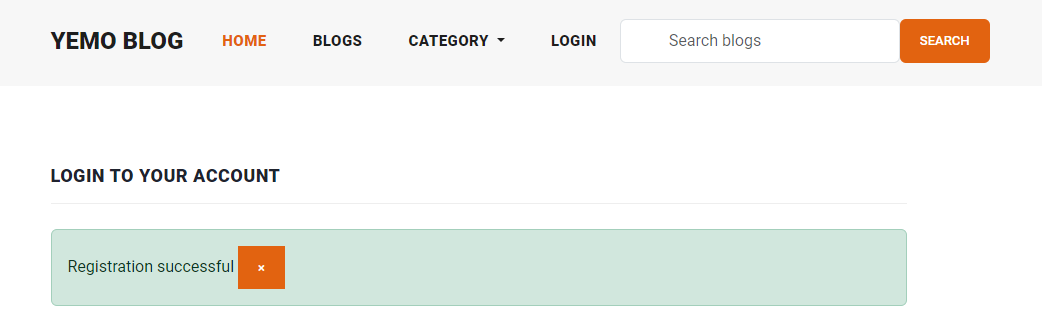 YEMO BLOG HOME BLOGS CATEGORY LOGIN Search blogs SEARCH
LOGIN TO YOUR ACCOUNT
Registration successful ×